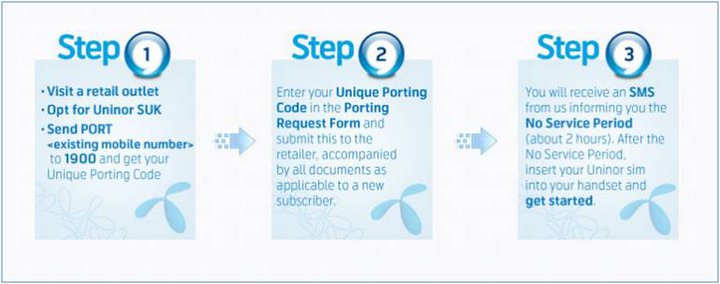 Step 1
• Visit a retail outlet
• Opt for Uninor SUK
• Send PORT
<existing mobile number>
to 1900 and get your
Unique Porting Code
Step 2
Enter your Unique Porting
Code in the Porting
Request Form and
submit this to the
retailer, accompanied
by all documents as
applicable to a new
subscriber.
Step 3
You will receive an SMS
from us informing you the
No Service Period
(about 2 hours). After the
No Service Period,
insert your Uninor sim
into your handset and
get started.